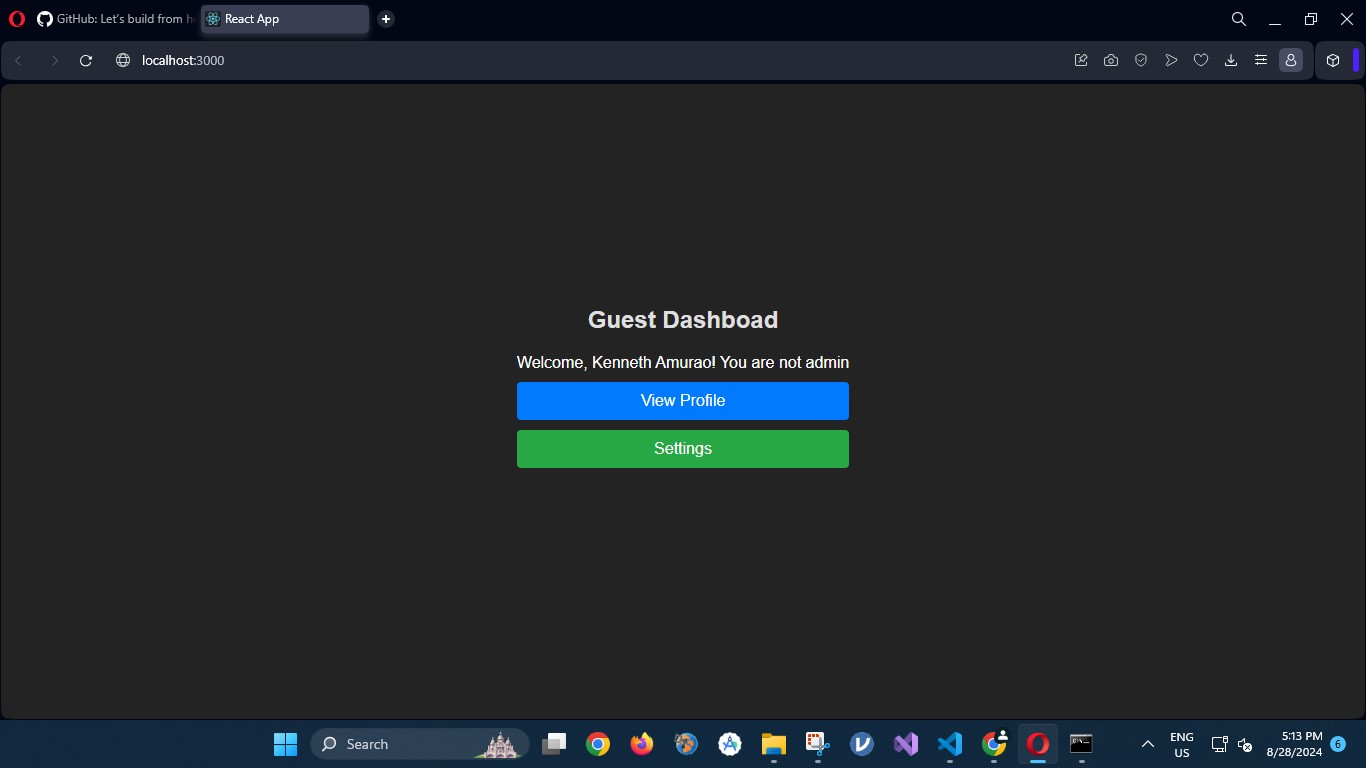 GitHub: Let's build from h
React App
localhost:3000
Guest Dashboad
Welcome, Kenneth Amurao! You are not admin
View Profile
Settings
Search
ENG
US
5:13 PM
8/28/2024
6